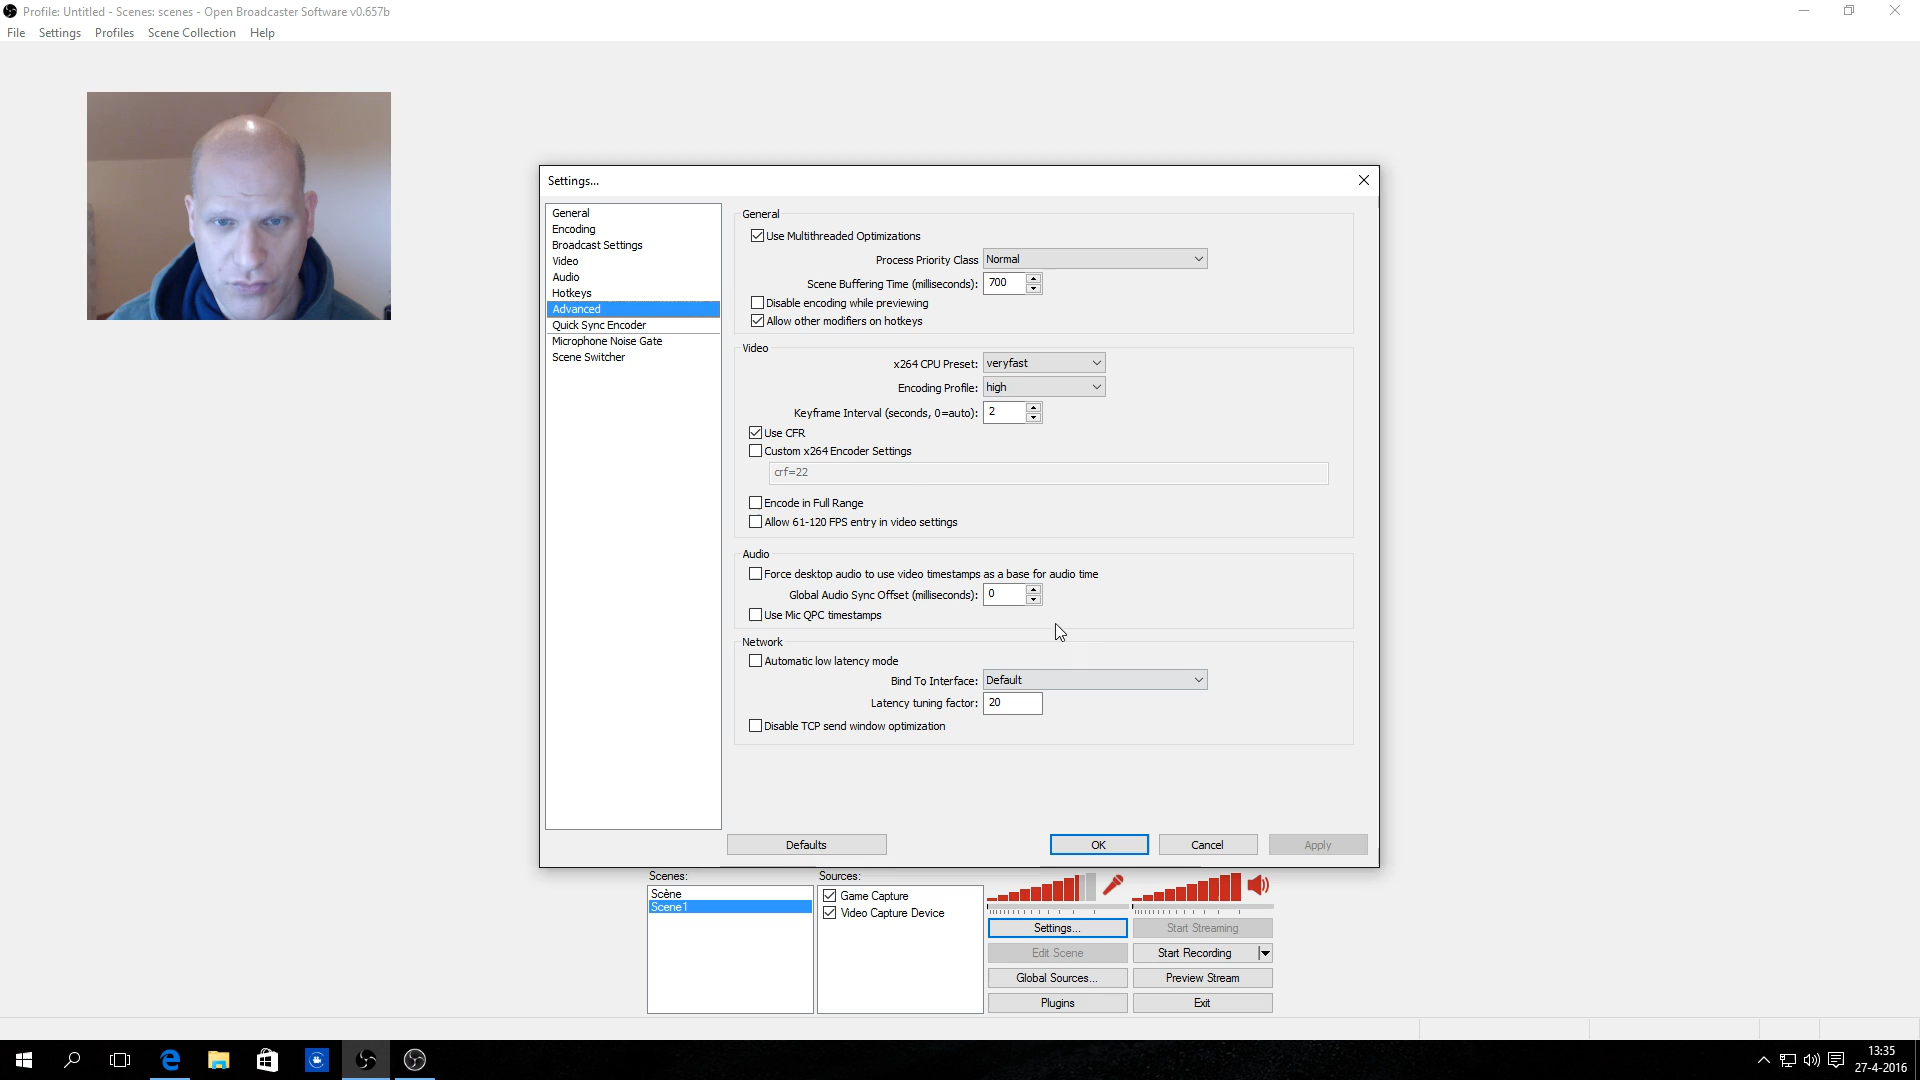 Profile: Untitled - Scenes: scenes - Open Broadcaster Software v0.657b
File Settings Profiles Scene Collection Help
Settings...
General
Encoding
Broadcast Settings
Video
Audio
Hotkeys
Advanced
Quick Sync Encoder
Microphone Noise Gate
Scene Switcher
General
Use Multithreaded Optimizations
Process Priority Class Normal
Scene Buffering Time (milliseconds): 700
Disable encoding while previewing
Allow other modifiers on hotkeys
Video
x264 CPU Preset: veryfast
Encoding Profile: high
Keyframe Interval (seconds, 0=auto): 2
Use CFR
Custom x264 Encoder Settings
crf=22
Encode in Full Range
Allow 61-120 FPS entry in video settings
Audio
Force desktop audio to use video timestamps as a base for audio time
Global Audio Sync Offset (milliseconds): 0
Use Mic QPC timestamps
Network
Automatic low latency mode
Bind To Interface: Default
Latency tuning factor: 20
Disable TCP send window optimization
Defaults OK Cancel Apply
Scenes:
Scène
Scene1
Sources:
Game Capture
Video Capture Device
Settings... Start Streaming
Edit Scene Start Recording
Global Sources... Preview Stream
Plugins Exit
13:35
27-4-2016